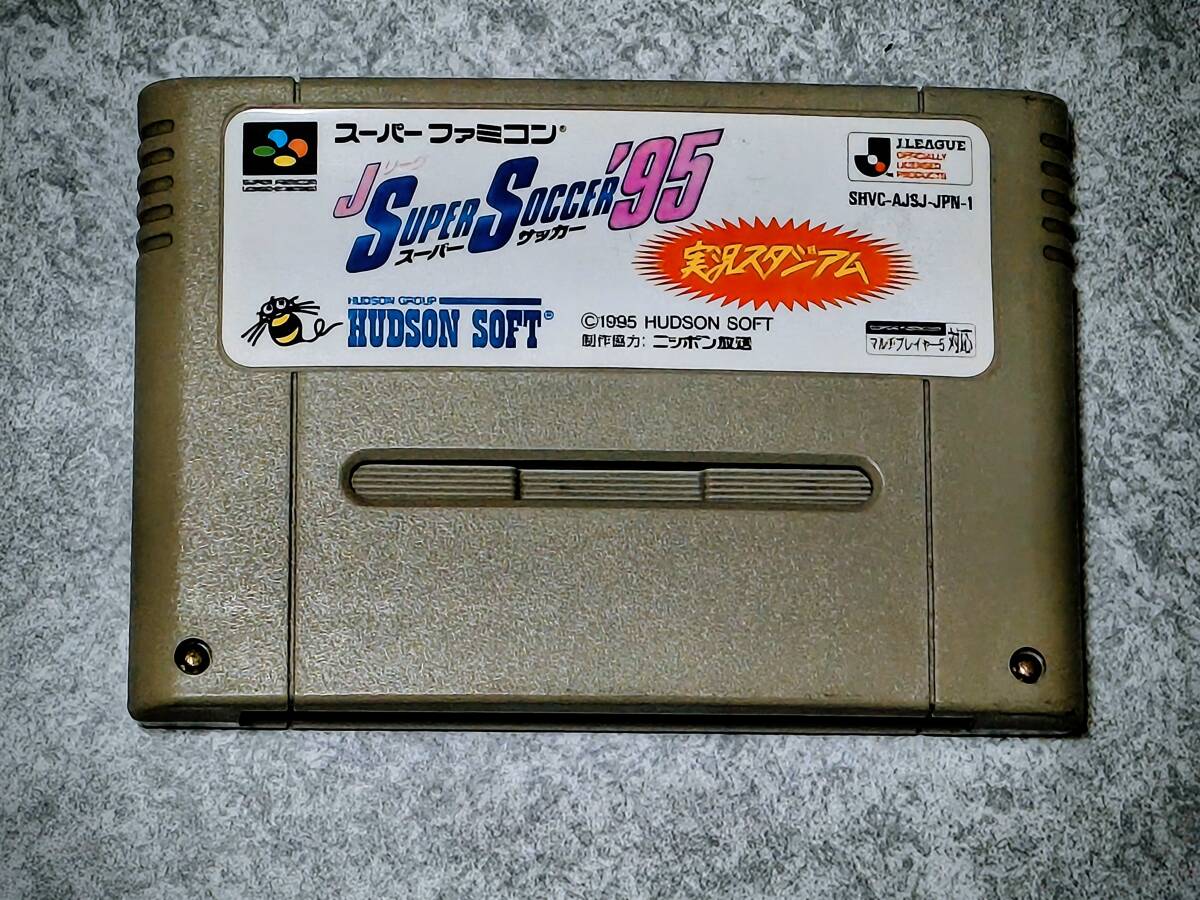 スーパーファミコン®
Jリーグ
SUPER SOCCER '95
スーパー サッカー
実況スタジアム
J.LEAGUE
OFFICIALLY
LICENSED
PRODUCTS
SHVC-AJSJ-JPN-1
HUDSON GROUP
HUDSON SOFT®
©1995 HUDSON SOFT
制作協力:ニッポン放送
マルチプレイヤー5 対応